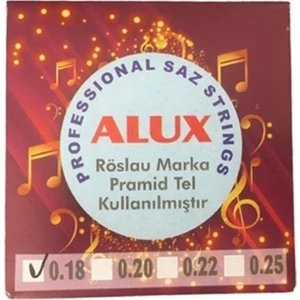 PROFESSIONAL SAZ STRINGS
ALUX
Röslau Marka
Pramid Tel
Kullanılmıştır
0.18 0.20 0.22 0.25